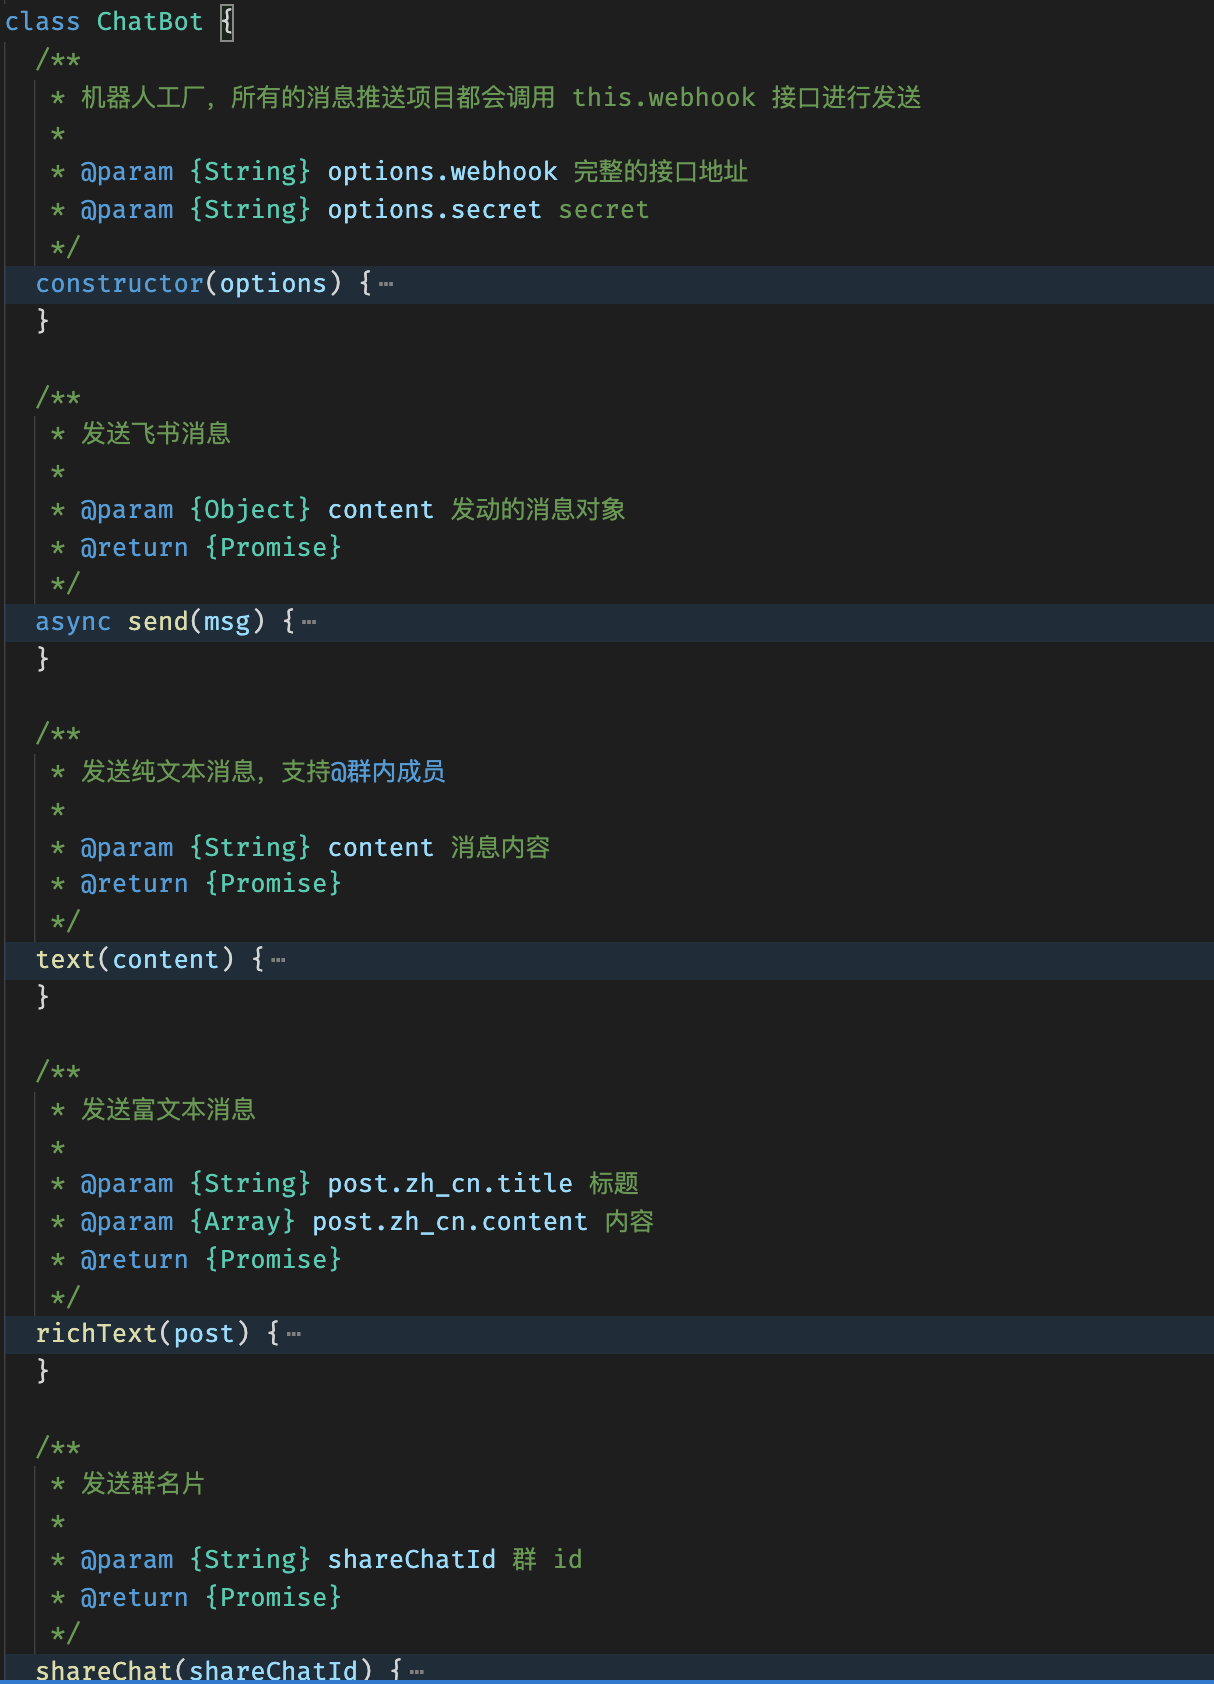 class ChatBot {
/**
* 机器人工厂，所有的消息推送项目都会调用 this.webhook 接口进行发送
*
* @param {String} options.webhook 完整的接口地址
* @param {String} options.secret secret
*/
constructor(options) {⋯
}
/**
* 发送飞书消息
*
* @param {Object} content 发动的消息对象
* @return {Promise}
*/
async send(msg) {⋯
}
/**
* 发送纯文本消息，支持@群内成员
*
* @param {String} content 消息内容
* @return {Promise}
*/
text(content) {⋯
}
/**
* 发送富文本消息
*
* @param {String} post.zh_cn.title 标题
* @param {Array} post.zh_cn.content 内容
* @return {Promise}
*/
richText(post) {⋯
}
/**
* 发送群名片
*
* @param {String} shareChatId 群 id
* @return {Promise}
*/
shareChat(shareChatId) {⋯